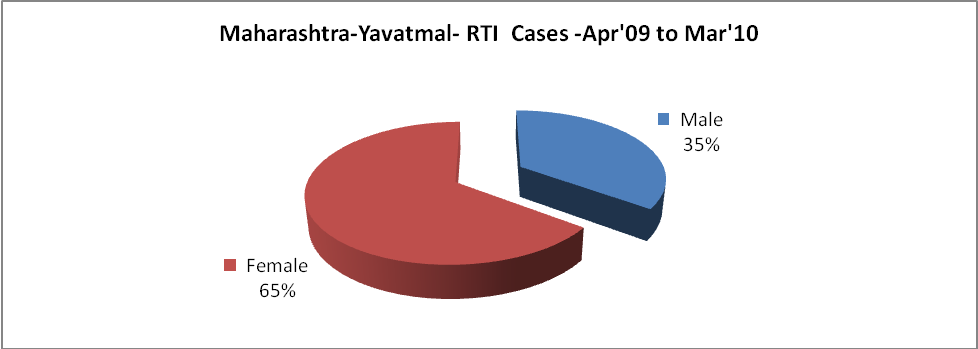 Maharashtra-Yavatmal- RTI  Cases -Apr'09 to Mar'10
Male
35%
Female
65%